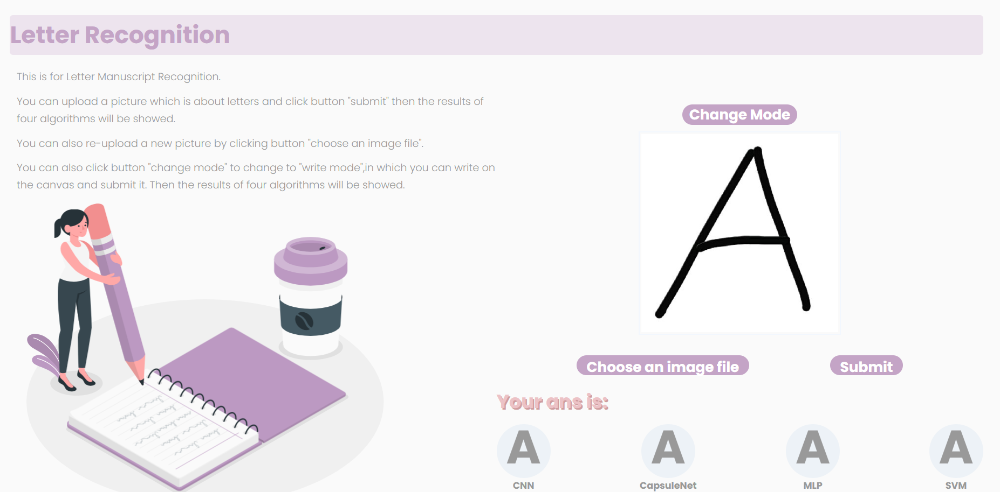 Letter Recognition
This is for Letter Manuscript Recognition.
You can upload a picture which is about letters and click button "submit" then the results of
four algorithms will be showed.
You can also re-upload a new picture by clicking button "choose an image file".
You can also click button "change mode" to change to "write mode",in which you can write on
the canvas and submit it. Then the results of four algorithms will be showed.
Change Mode
A
Choose an image file
Submit
Your ans is:
A A A A
CNN CapsuleNet MLP SVM